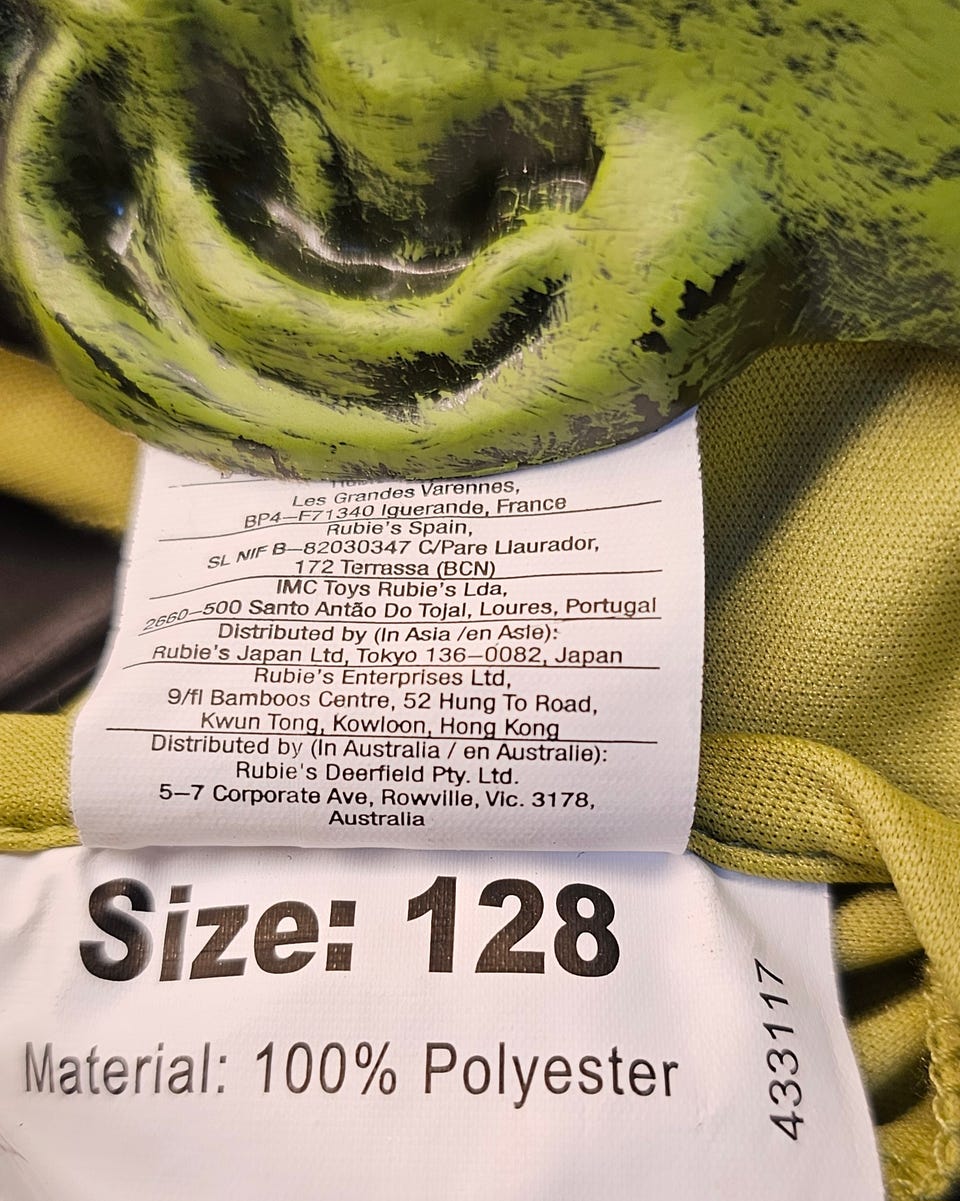 Les Grandes Varennes,
BP4–F71340 Iguerande, France
Rubie's Spain,
SL NIF B–82030347 C/Pare Llaurador,
172 Terrassa (BCN)
IMC Toys Rubie's Lda,
2660–500 Santo Antão Do Tojal, Loures, Portugal
Distributed by (In Asia /en Asie):
Rubie's Japan Ltd, Tokyo 136–0082, Japan
Rubie's Enterprises Ltd,
9/fl Bamboos Centre, 52 Hung To Road,
Kwun Tong, Kowloon, Hong Kong
Distributed by (In Australia / en Australie):
Rubie's Deerfield Pty. Ltd.
5–7 Corporate Ave, Rowville, Vic. 3178,
Australia
Size: 128
Material: 100% Polyester
433117